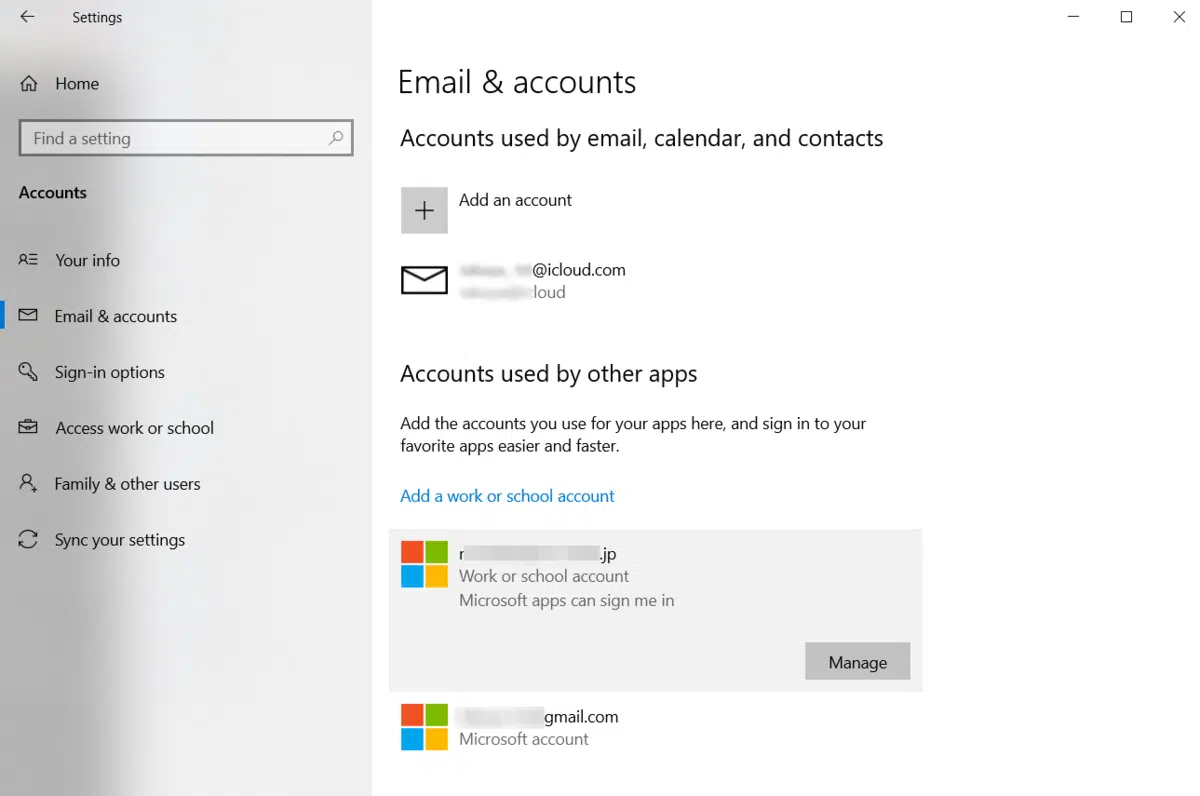 Settings
Home
Find a setting
Accounts
Your info
Email & accounts
Sign-in options
Access work or school
Family & other users
Sync your settings
Email & accounts
Accounts used by email, calendar, and contacts
Add an account
@icloud.com
loud
Accounts used by other apps
Add the accounts you use for your apps here, and sign in to your
favorite apps easier and faster.
Add a work or school account
.jp
Work or school account
Microsoft apps can sign me in
Manage
gmail.com
Microsoft account